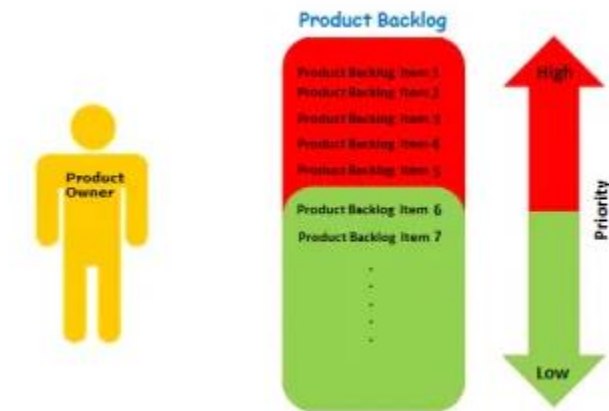 Product Backlog
Product Backlog Item 1
Product Backlog Item 2
Product Backlog Item 3
Product Backlog Item 4
Product Backlog Item 5
Product Backlog Item 6
Product Backlog Item 7
Product
Owner
High
Priority
Low